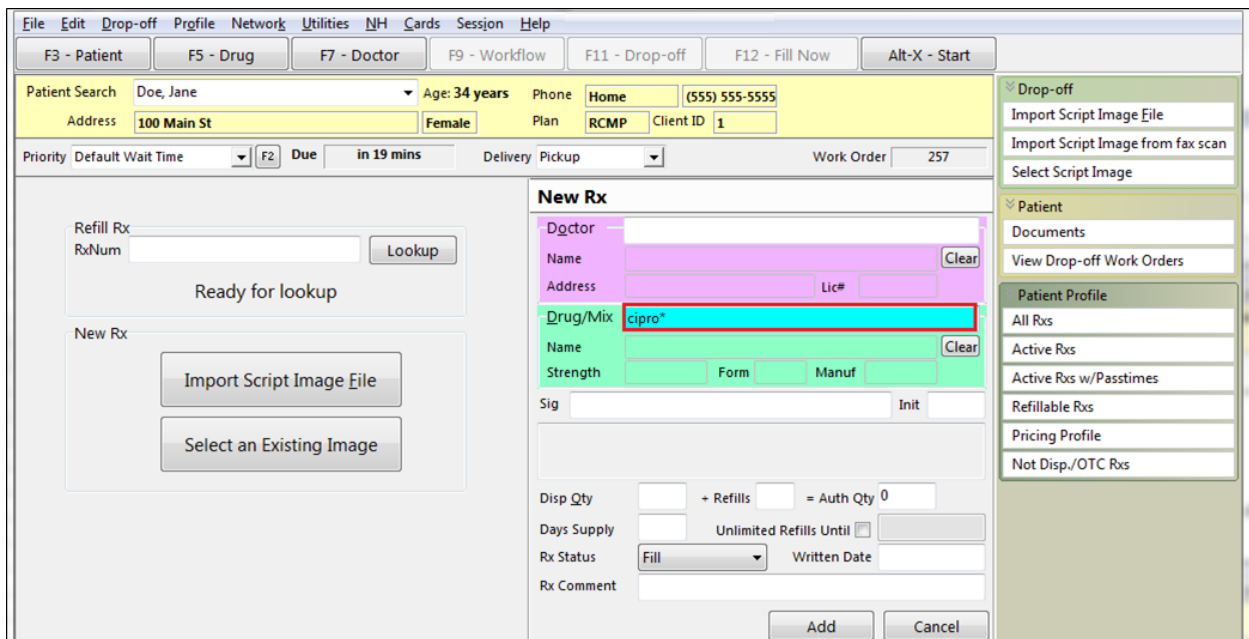 File Edit Drop-off Profile Network Utilities NH Cards Session Help
F3 - Patient F5 - Drug F7 - Doctor F9 - Workflow F11 - Drop-off F12 - Fill Now Alt-X - Start
Patient Search Doe, Jane Age: 34 years Phone Home (555) 555-5555
Address 100 Main St Female Plan RCMP Client ID 1
Priority Default Wait Time F2 Due in 19 mins Delivery Pickup Work Order 257
Refill Rx
RxNum Lookup
Ready for lookup
New Rx
Import Script Image File
Select an Existing Image
New Rx
Doctor
Name Clear
Address Lic#
Drug/Mix cipro*
Name Clear
Strength Form Manuf
Sig Init
Disp Qty + Refills = Auth Qty 0
Days Supply Unlimited Refills Until
Rx Status Fill Written Date
Rx Comment
Add Cancel
Drop-off
Import Script Image File
Import Script Image from fax scan
Select Script Image
Patient
Documents
View Drop-off Work Orders
Patient Profile
All Rxs
Active Rxs
Active Rxs w/Passtimes
Refillable Rxs
Pricing Profile
Not Disp./OTC Rxs